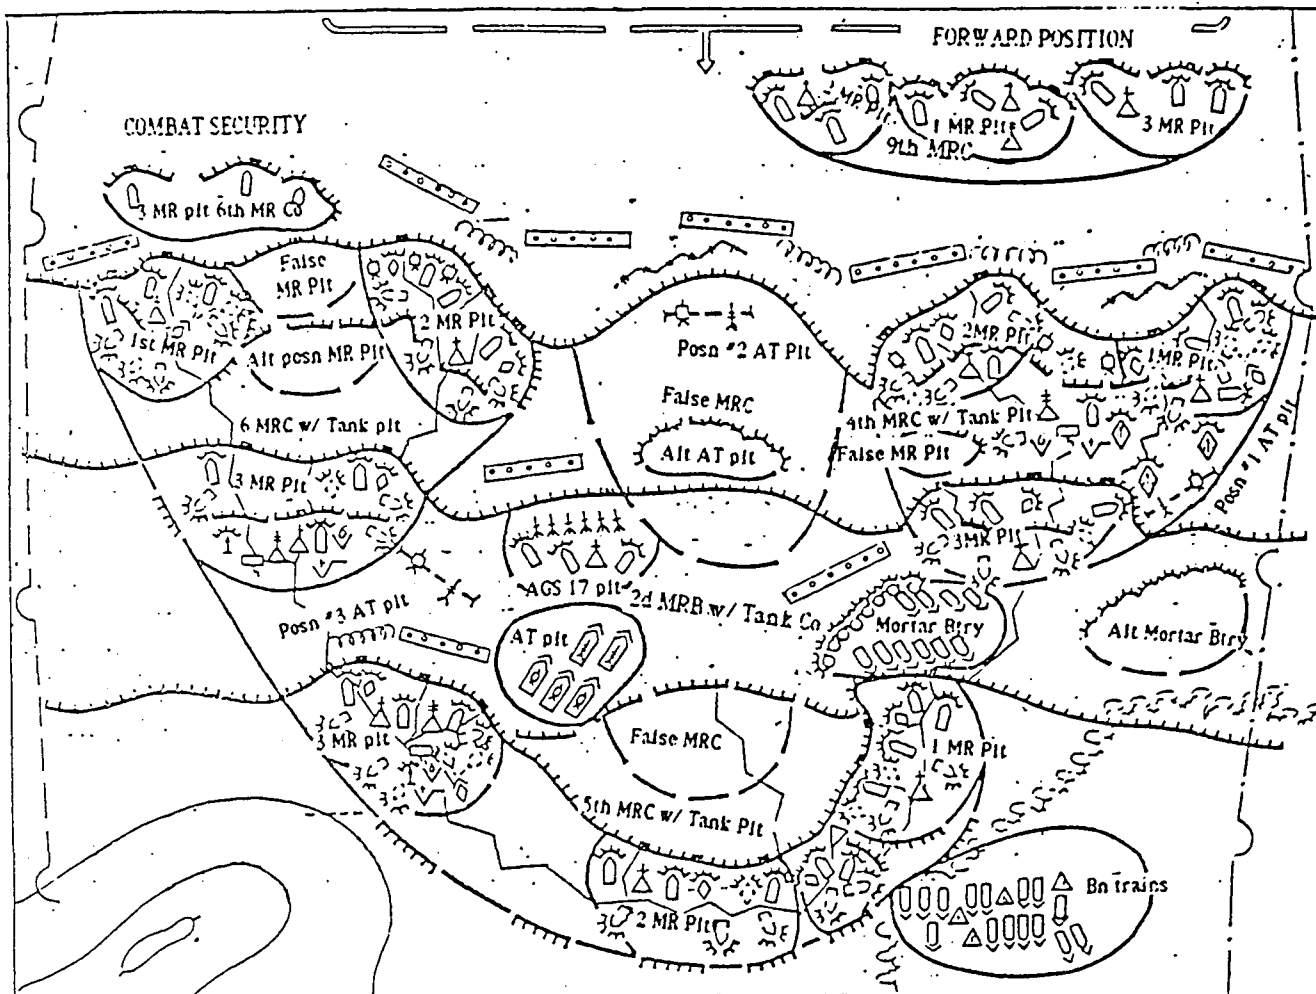 FORWARD POSITION
MR Plt
1 MR Plt
3 MR Plt
9th MRC
COMBAT SECURITY
3 MR plt 6th MR Co
False
MR Plt
1st MR Plt
2 MR Plt
Alt posn MR Plt
6 MRC w/ Tank plt
Posn #2 AT Plt
False MRC
Alt AT plt
2MR Plt
1MR Plt
4th MRC w/ Tank Plt
False MR Plt
Posn #1 AT plt
3 MR Plt
3MR Plt
AGS 17 plt
2d MRB w/ Tank Co
Posn #3 AT plt
AT plt
Mortar Btry
Alt Mortar Btry
3 MR plt
False MRC
1 MR Plt
5th MRC w/ Tank Plt
2 MR Plt
Bn trains